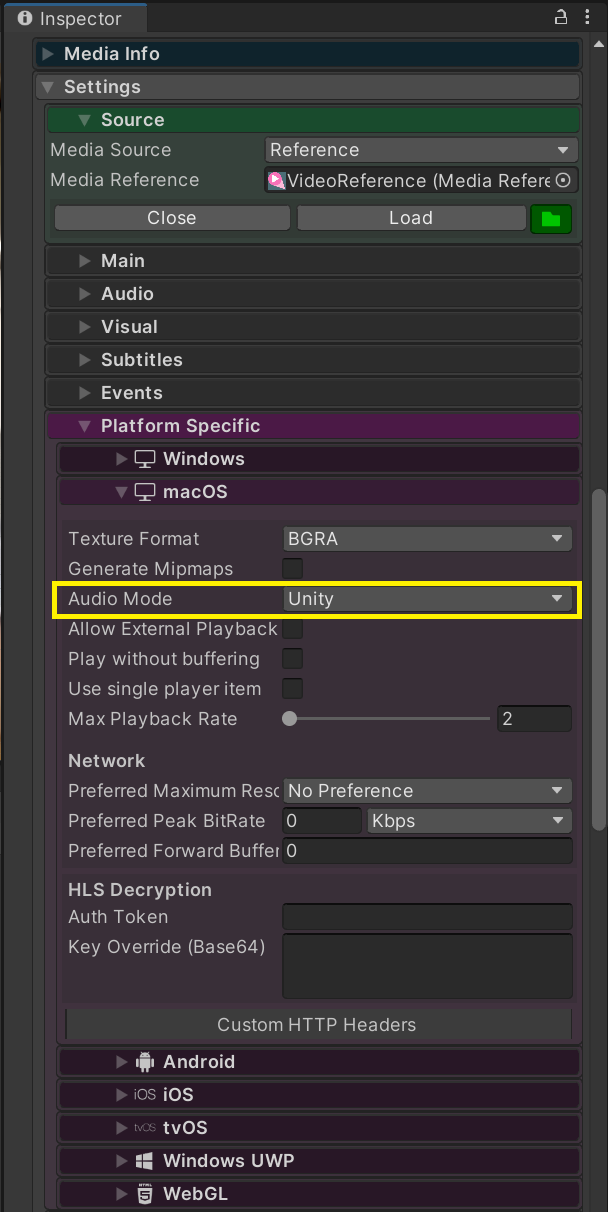 Inspector
Media Info
Settings
Source
Media Source Reference
Media Reference VideoReference (Media Refere
Close Load
Main
Audio
Visual
Subtitles
Events
Platform Specific
Windows
macOS
Texture Format BGRA
Generate Mipmaps
Audio Mode Unity
Allow External Playback
Play without buffering
Use single player item
Max Playback Rate 2
Network
Preferred Maximum Reso No Preference
Preferred Peak BitRate 0 Kbps
Preferred Forward Buffer 0
HLS Decryption
Auth Token
Key Override (Base64)
Custom HTTP Headers
Android
iOS iOS
tvOS tvOS
Windows UWP
5 WebGL